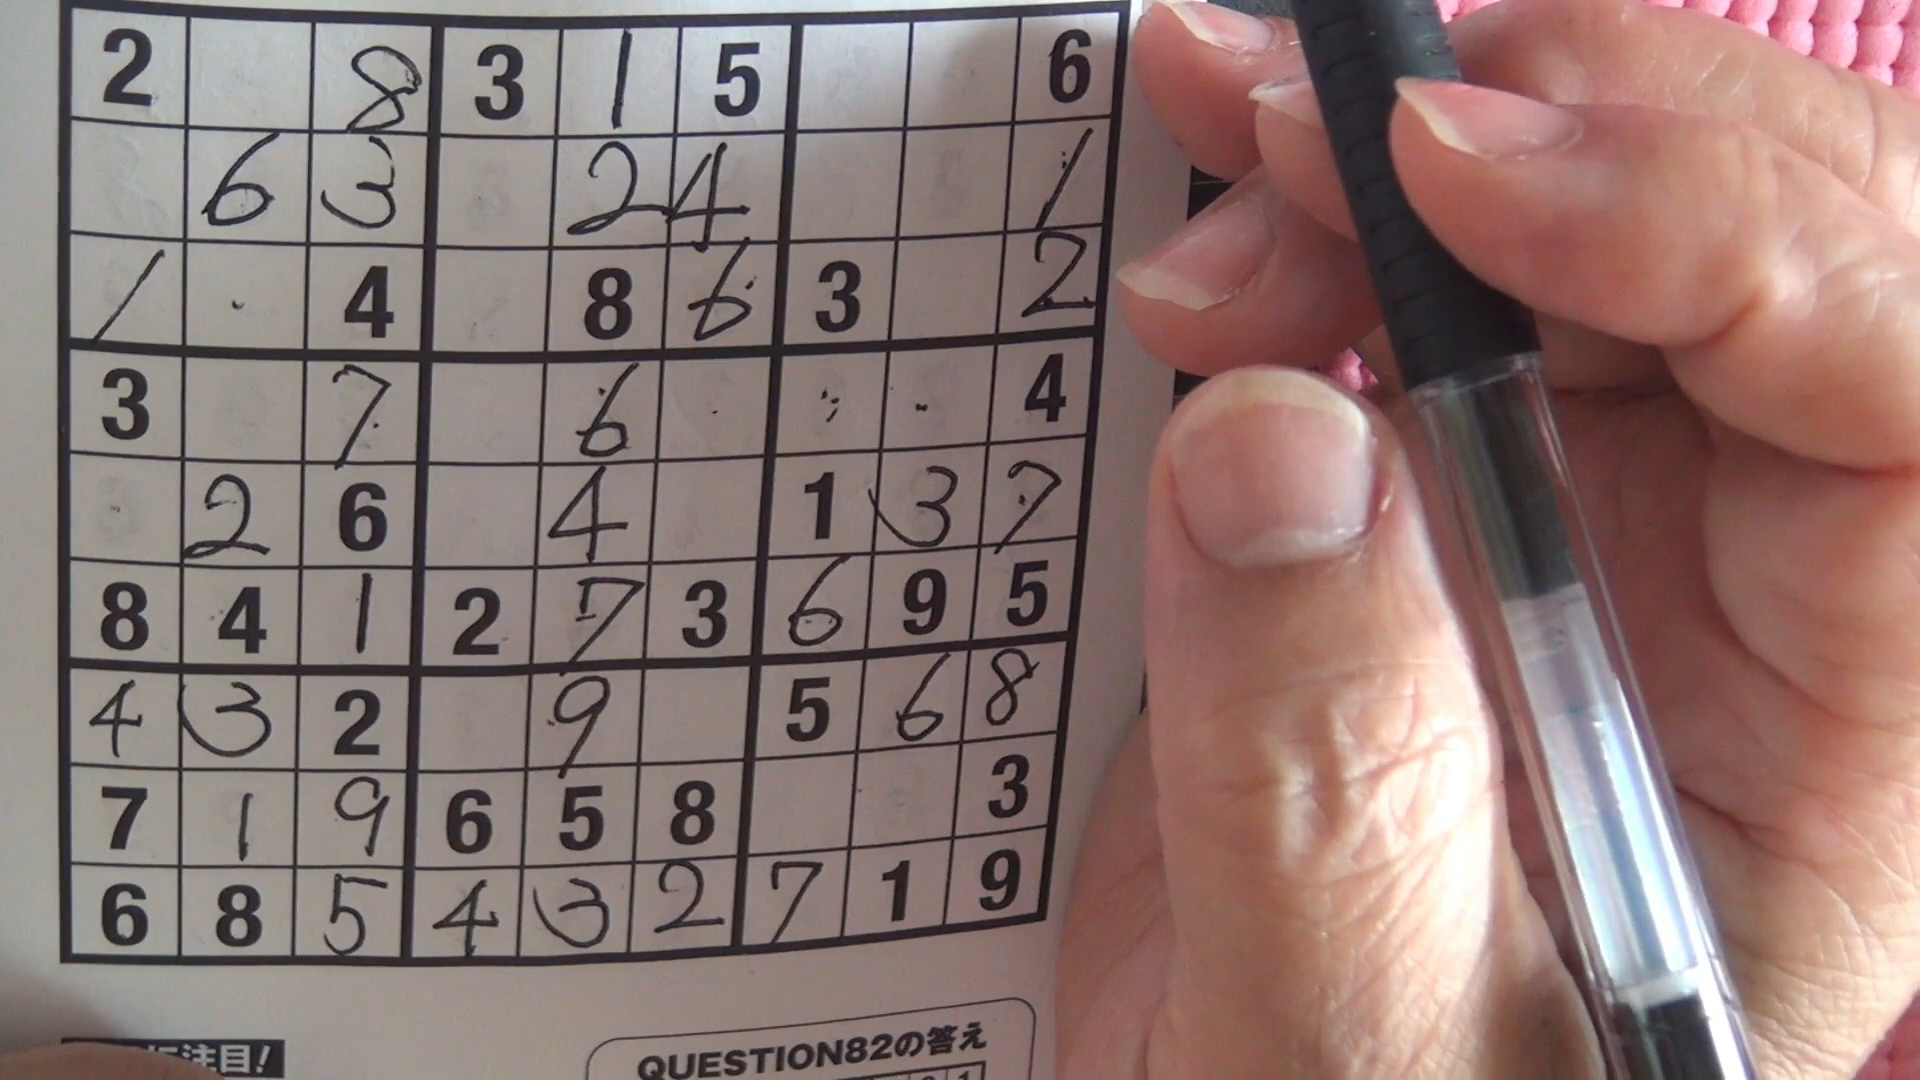 2 8 3 1 5 6
6 3 2 4 1
1 4 8 6 3 2
3 7 6 4
2 6 4 1 3 7
8 4 1 2 7 3 6 9 5
4 3 2 9 5 6 8
7 1 9 6 5 8 3
6 8 5 4 3 2 7 1 9
注目!
QUESTION82の答え